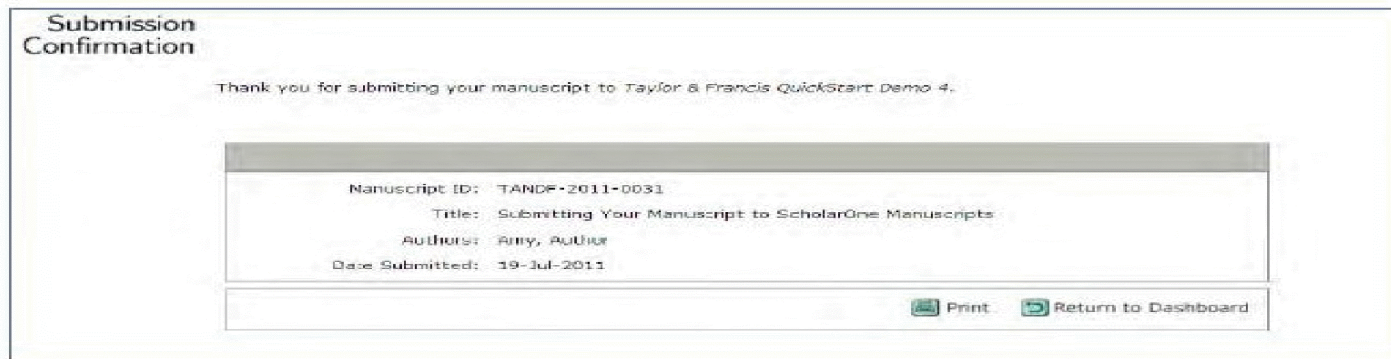 Submission
Confirmation
Thank you for submitting your manuscript to Taylor & Francis QuickStart Demo 4.
Manuscript ID: TANDF-2011-0031
Title: Submitting Your Manuscript to ScholarOne Manuscripts
Authors: Amy, Author
Date Submitted: 19-Jul-2011
Print Return to Dashboard